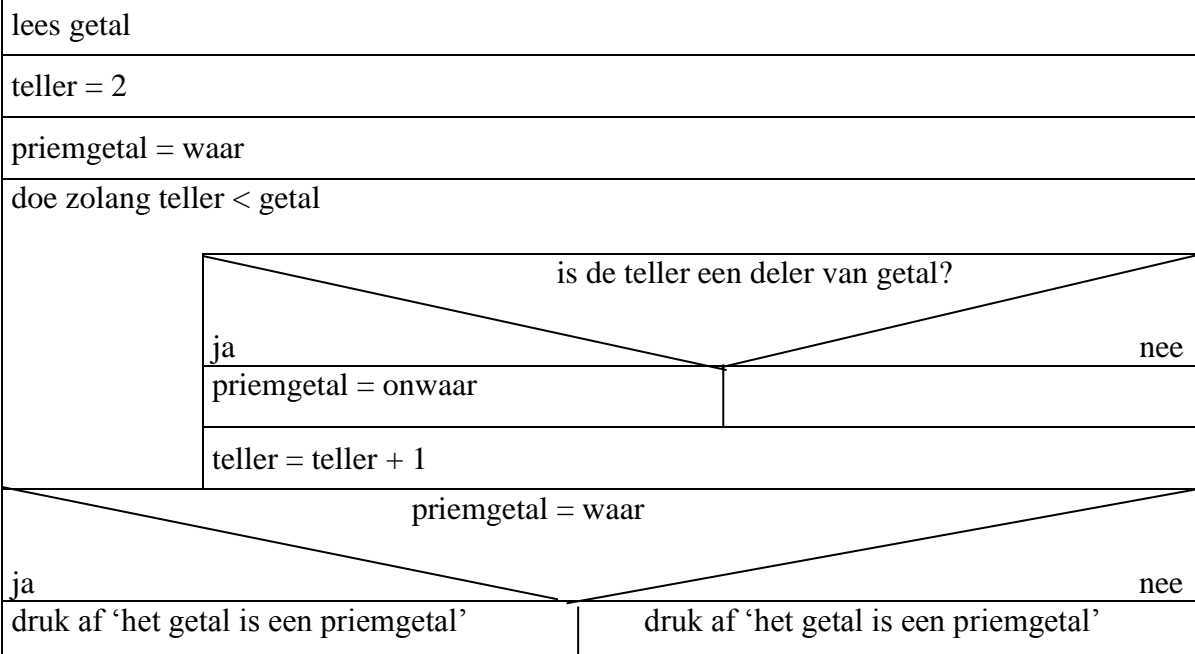 lees getal
teller = 2
priemgetal = waar
doe zolang teller < getal
is de teller een deler van getal?
ja nee
priemgetal = onwaar
teller = teller + 1
priemgetal = waar
ja nee
druk af ‘het getal is een priemgetal’ druk af ‘het getal is een priemgetal’